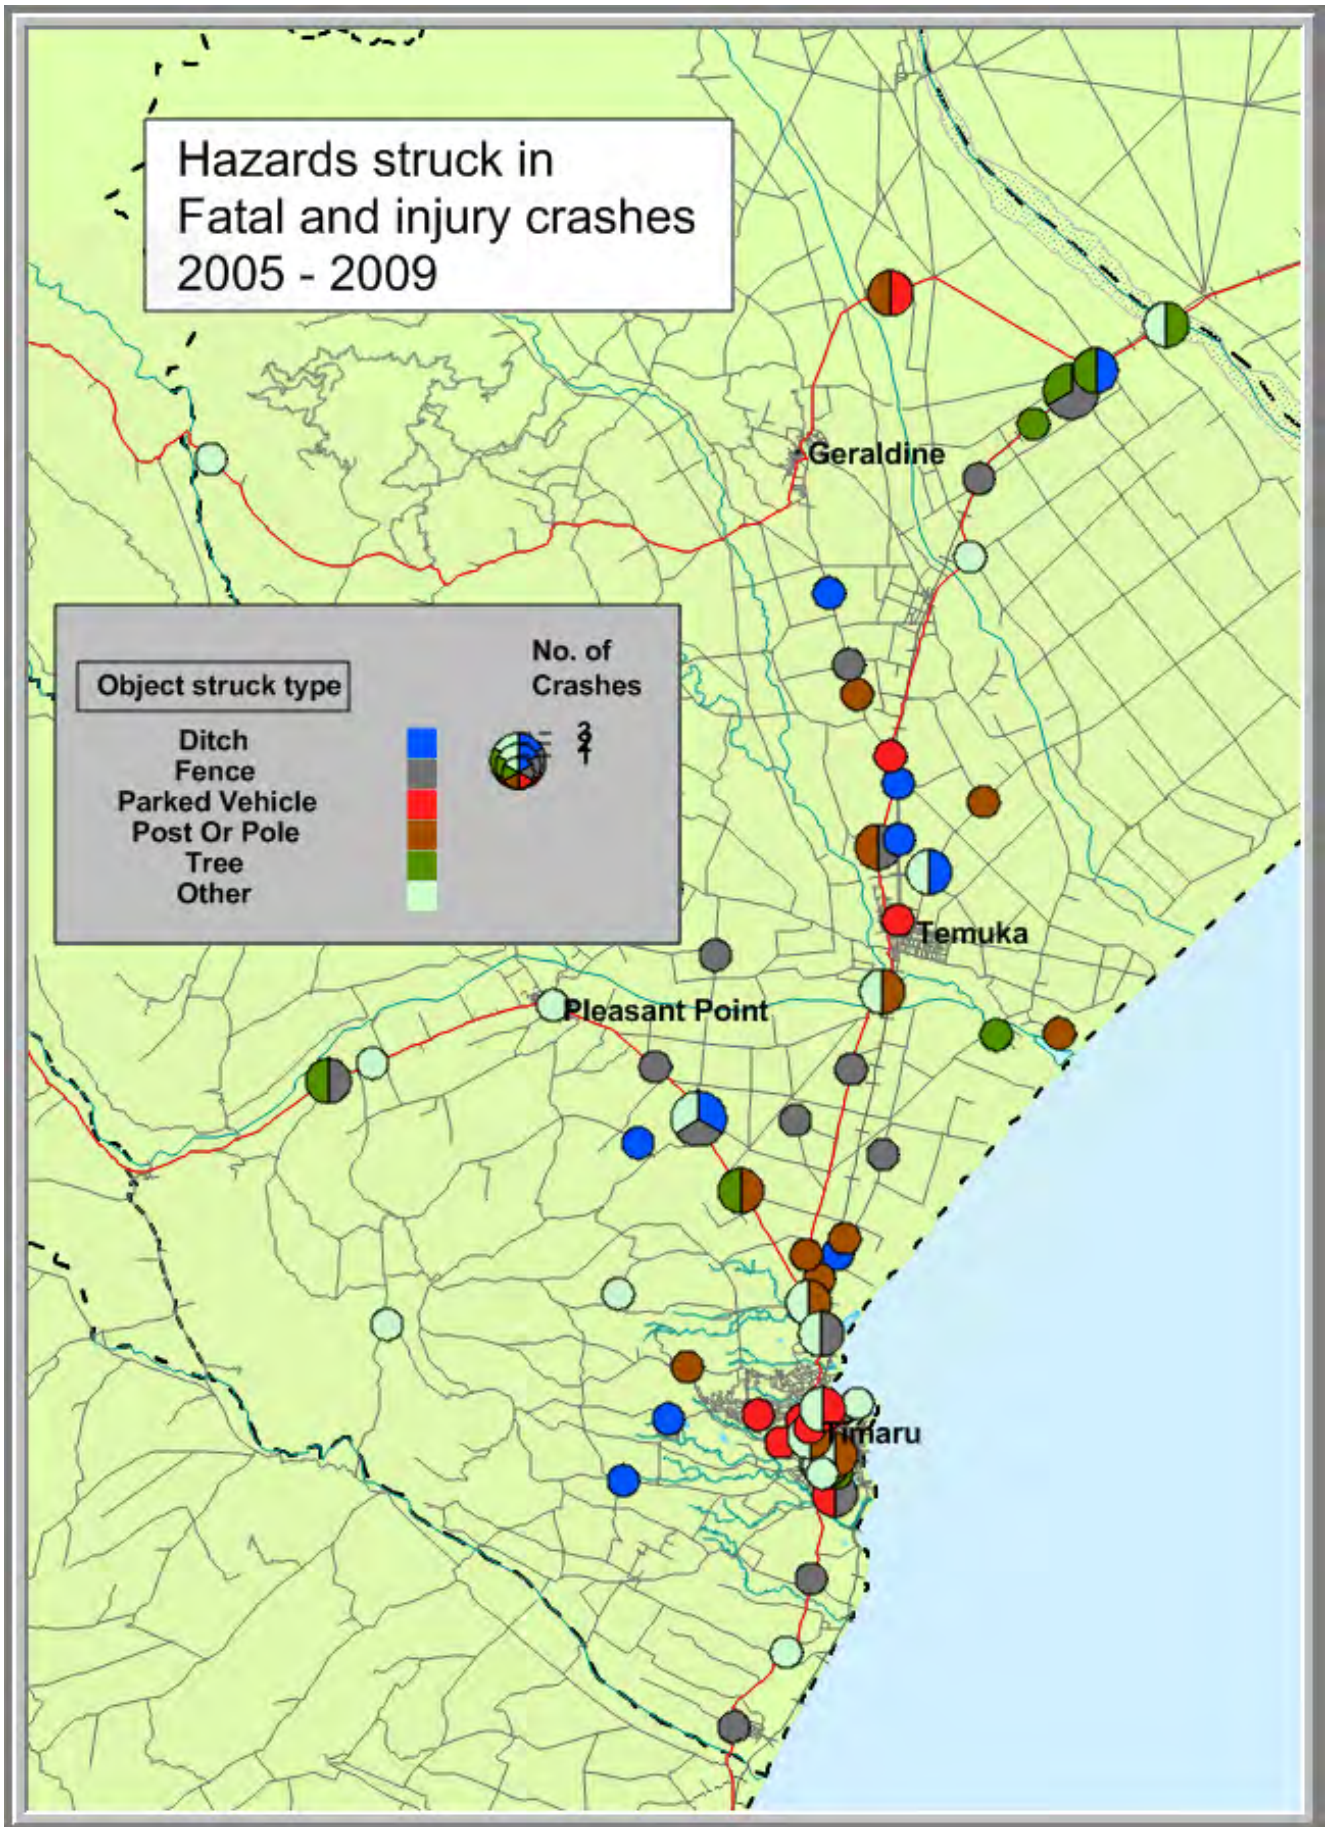 Hazards struck in
Fatal and injury crashes
2005 - 2009
Geraldine
No. of
Crashes
Object struck type
Ditch
Fence
Parked Vehicle
Post Or Pole
Tree
Other
Temuka
Pleasant Point
Timaru